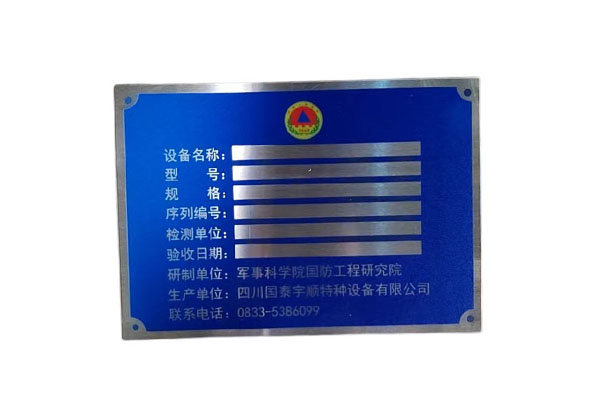 设备名称:
型 号:
规 格:
序列编号:
检测单位:
验收日期:
研制单位: 军事科学院国防工程研究院
生产单位: 四川国泰宇顺特种设备有限公司
联系电话: 0833-5386099